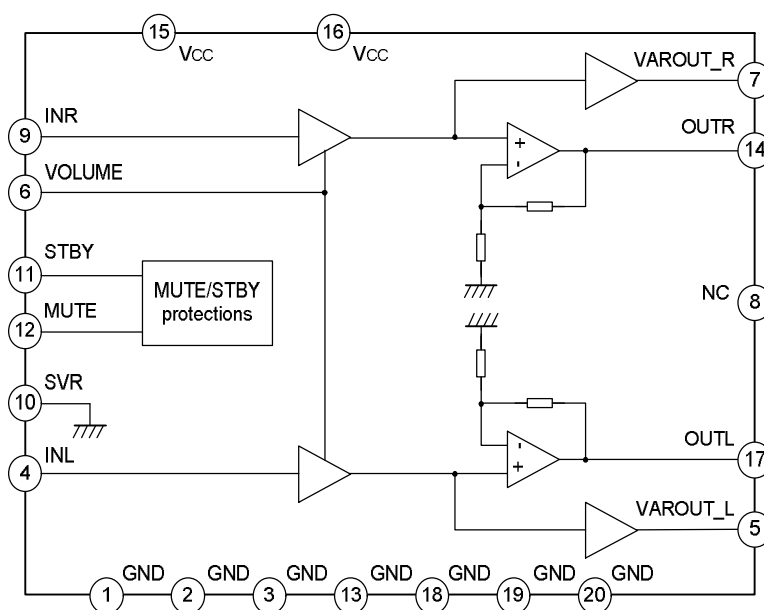 15
VCC
16
VCC
VAROUT_R
7
INR
9
OUTR
14
+
-
VOLUME
6
STBY
11
MUTE/STBY
protections
MUTE
12
NC
8
SVR
10
INL
4
-
+
OUTL
17
VAROUT_L
5
1
GND
2
GND
3
GND
13
GND
18
GND
19
GND
20
GND